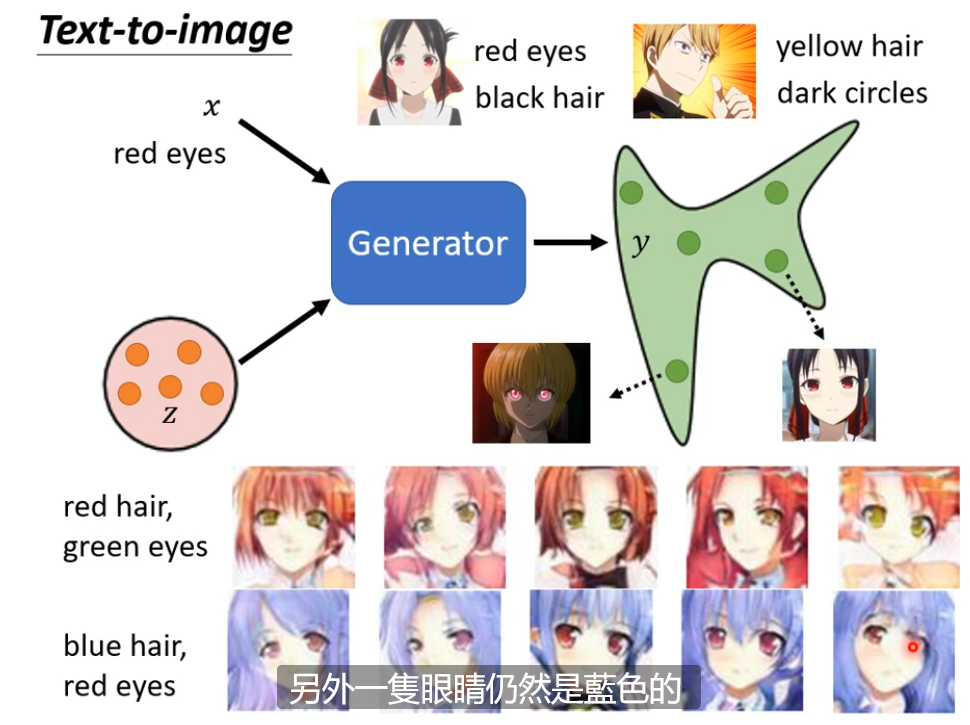 Text-to-image
red eyes
black hair
yellow hair
dark circles
x
red eyes
Generator
y
z
red hair,
green eyes
blue hair,
red eyes
另外一隻眼睛仍然是藍色的